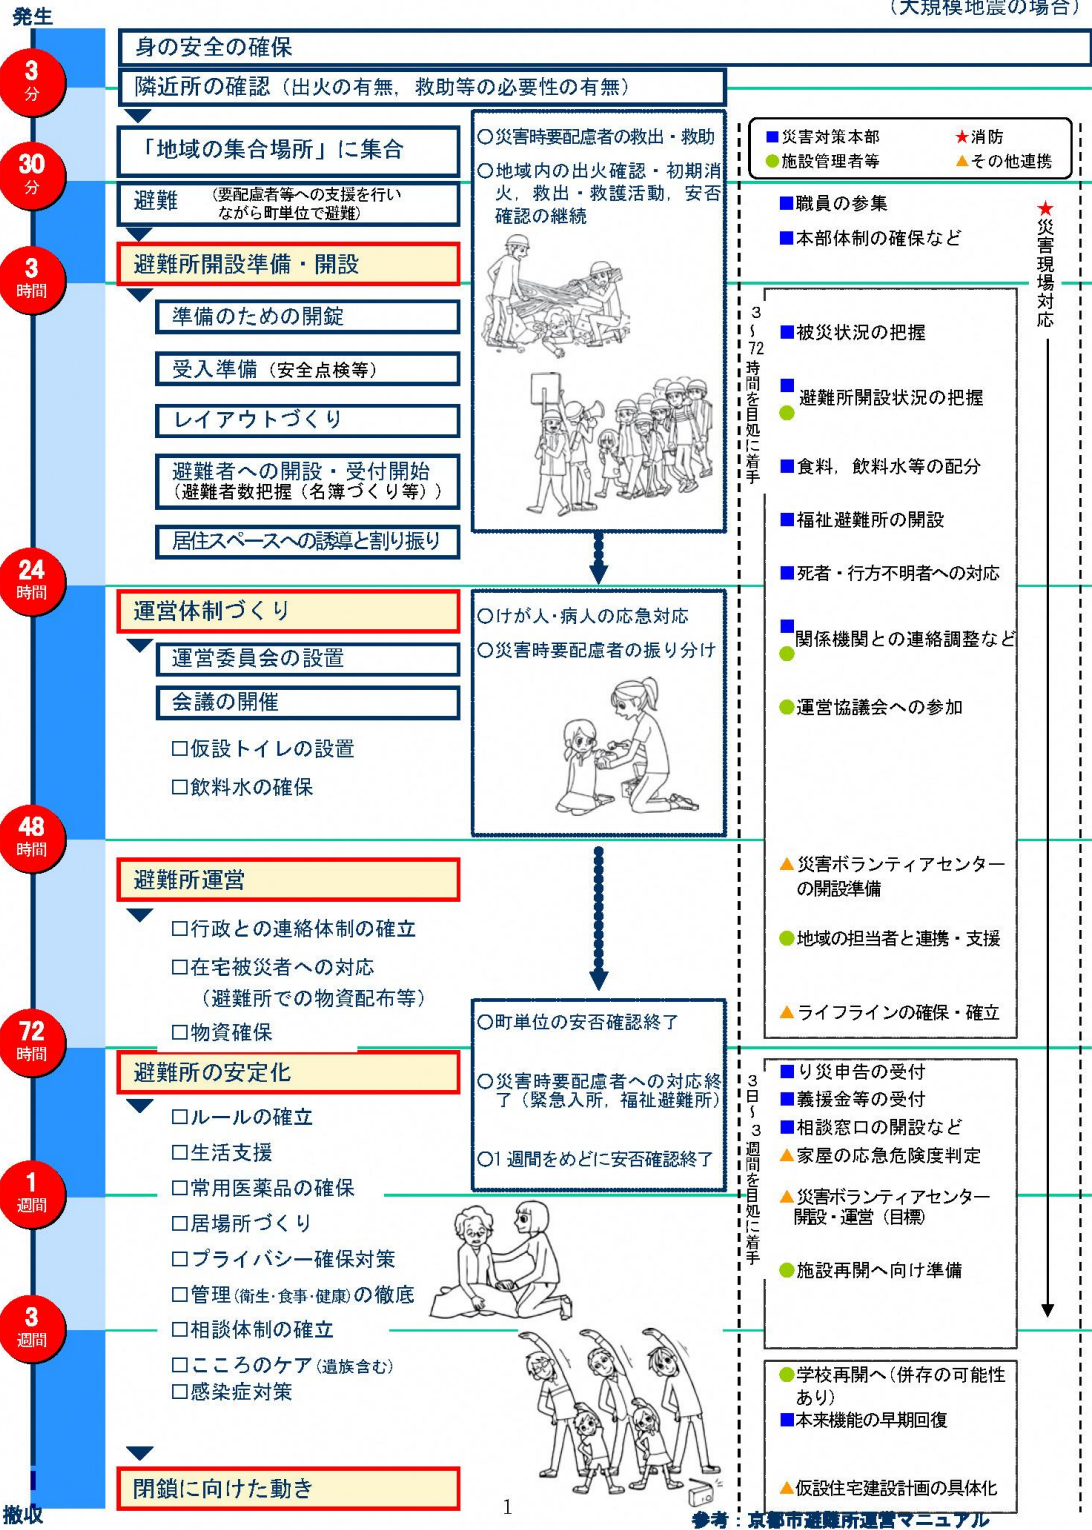 (大規模地震の場合)
発生
身の安全の確保
3
分
隣近所の確認(出火の有無,救助等の必要性の有無)
「地域の集合場所」に集合
30
分
避難
(要配慮者等への支援を行い
ながら町単位で避難)
避難所開設準備・開設
3
時間
準備のための開錠
受入準備(安全点検等)
レイアウトづくり
避難者への開設・受付開始
(避難者数把握(名簿づくり等))
居住スペースへの誘導と割り振り
24
時間
運営体制づくり
運営委員会の設置
会議の開催
□仮設トイレの設置
□飲料水の確保
48
時間
避難所運営
□行政との連絡体制の確立
□在宅被災者への対応
(避難所での物資配布等)
□物資確保
72
時間
避難所の安定化
□ルールの確立
□生活支援
□常用医薬品の確保
1
週間
□居場所づくり
□プライバシー確保対策
□管理(衛生・食事・健康)の徹底
□相談体制の確立
3
週間
□こころのケア(遺族含む)
□感染症対策
閉鎖に向けた動き
撤収
○災害時要配慮者の救出・救助
○地域内の出火確認・初期消
火,救出・救護活動,安否
確認の継続
○けが人・病人の応急対応
○災害時要配慮者の振り分け
○町単位の安否確認終了
○災害時要配慮者への対応終
了(緊急入所,福祉避難所)
○1週間をめどに安否確認終了
■災害対策本部 ★消防
●施設管理者等 ▲その他連携
■職員の参集
■本部体制の確保など
★災害現場対応
3~72時間を目処に着手
■被災状況の把握
■●避難所開設状況の把握
■食料,飲料水等の配分
■福祉避難所の開設
■死者・行方不明者への対応
■●関係機関との連絡調整など
●運営協議会への参加
▲災害ボランティアセンター
の開設準備
●地域の担当者と連携・支援
▲ライフラインの確保・確立
3日~3週間を目処に着手
■り災申告の受付
■義援金等の受付
■相談窓口の開設など
▲家屋の応急危険度判定
▲災害ボランティアセンター
開設・運営(目標)
●施設再開へ向け準備
●学校再開へ(併存の可能性
あり)
■本来機能の早期回復
▲仮設住宅建設計画の具体化
1
参考:京都市避難所運営マニュアル